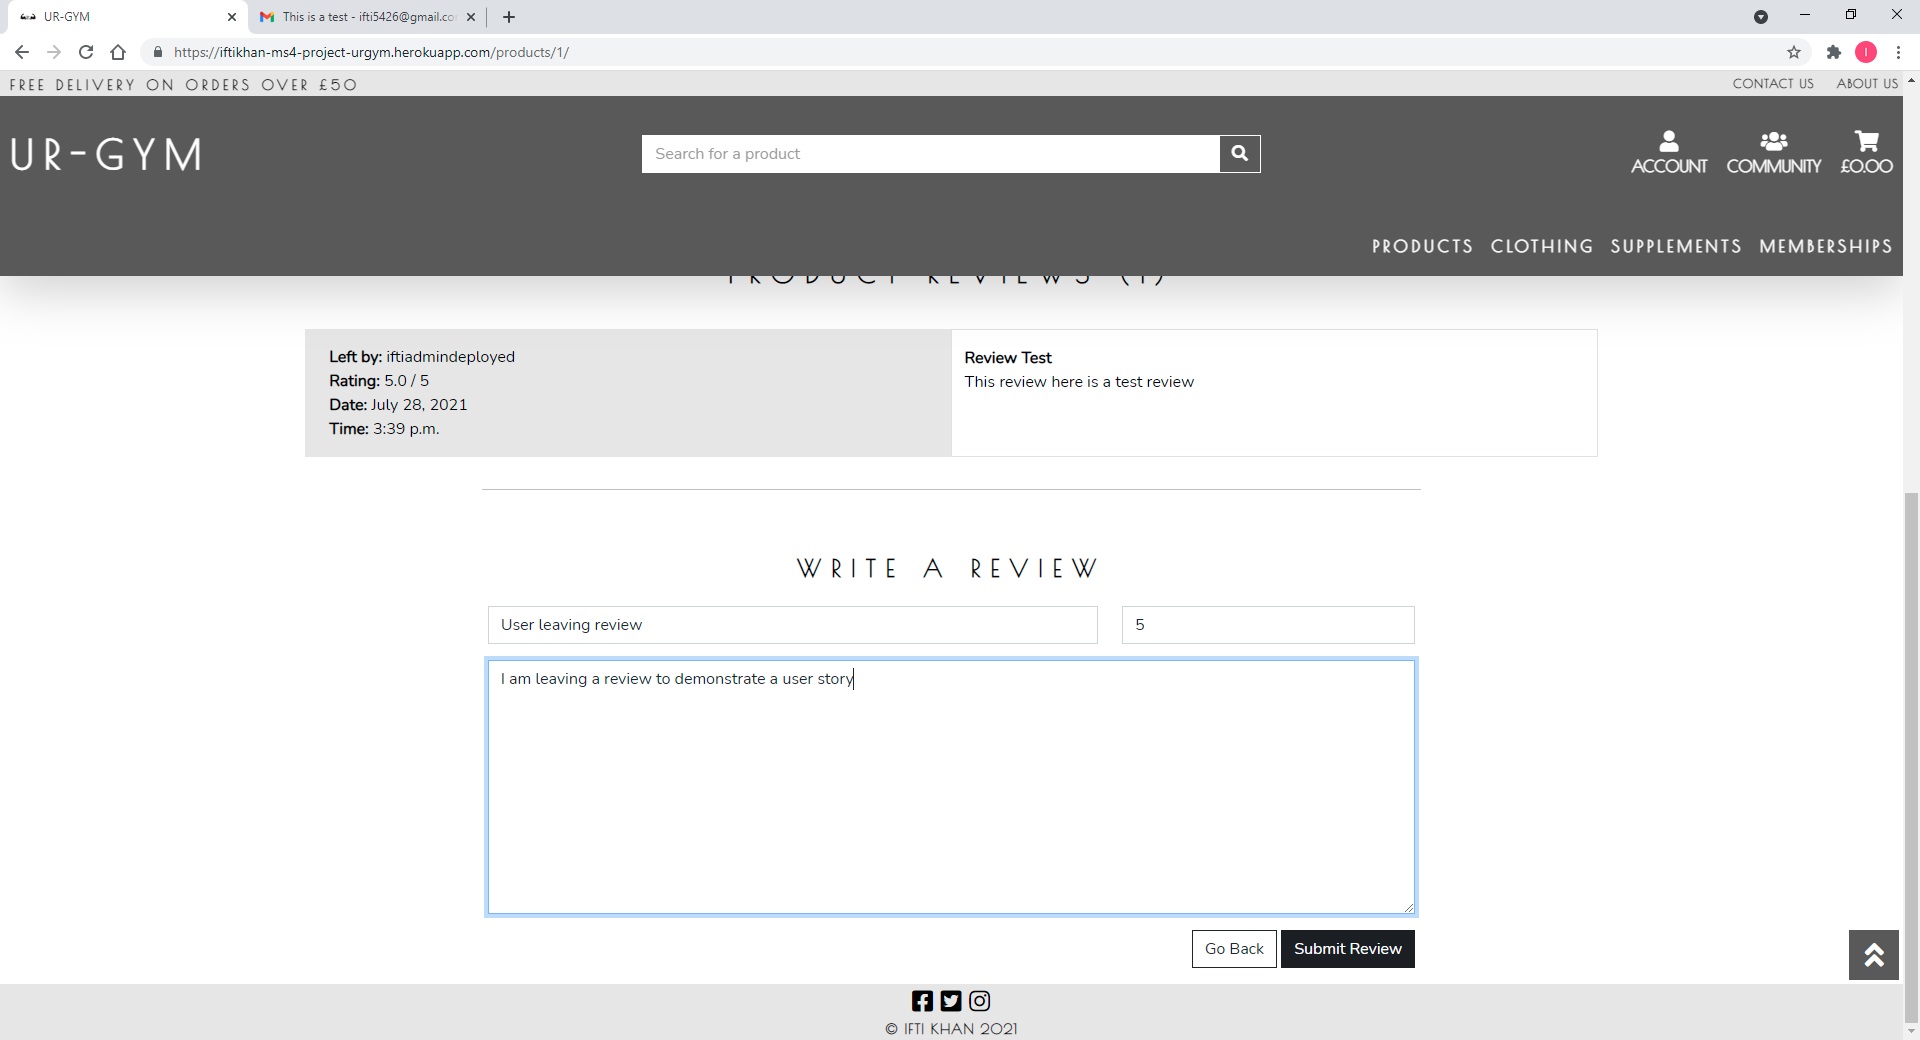 UR-GYM
This is a test - ifti5426@gmail.co
https://iftikhan-ms4-project-urgym.herokuapp.com/products/1/
I
FREE DELIVERY ON ORDERS OVER £50
CONTACT US
ABOUT US
UR-GYM
Search for a product
ACCOUNT
COMMUNITY
£0.00
PRODUCTS
CLOTHING
SUPPLEMENTS
MEMBERSHIPS
PRODUCT REVIEWS (1)
Left by: iftiadmindeployed
Rating: 5.0 / 5
Date: July 28, 2021
Time: 3:39 p.m.
Review Test
This review here is a test review
WRITE A REVIEW
User leaving review
5
I am leaving a review to demonstrate a user story
Go Back
Submit Review
© IFTI KHAN 2021